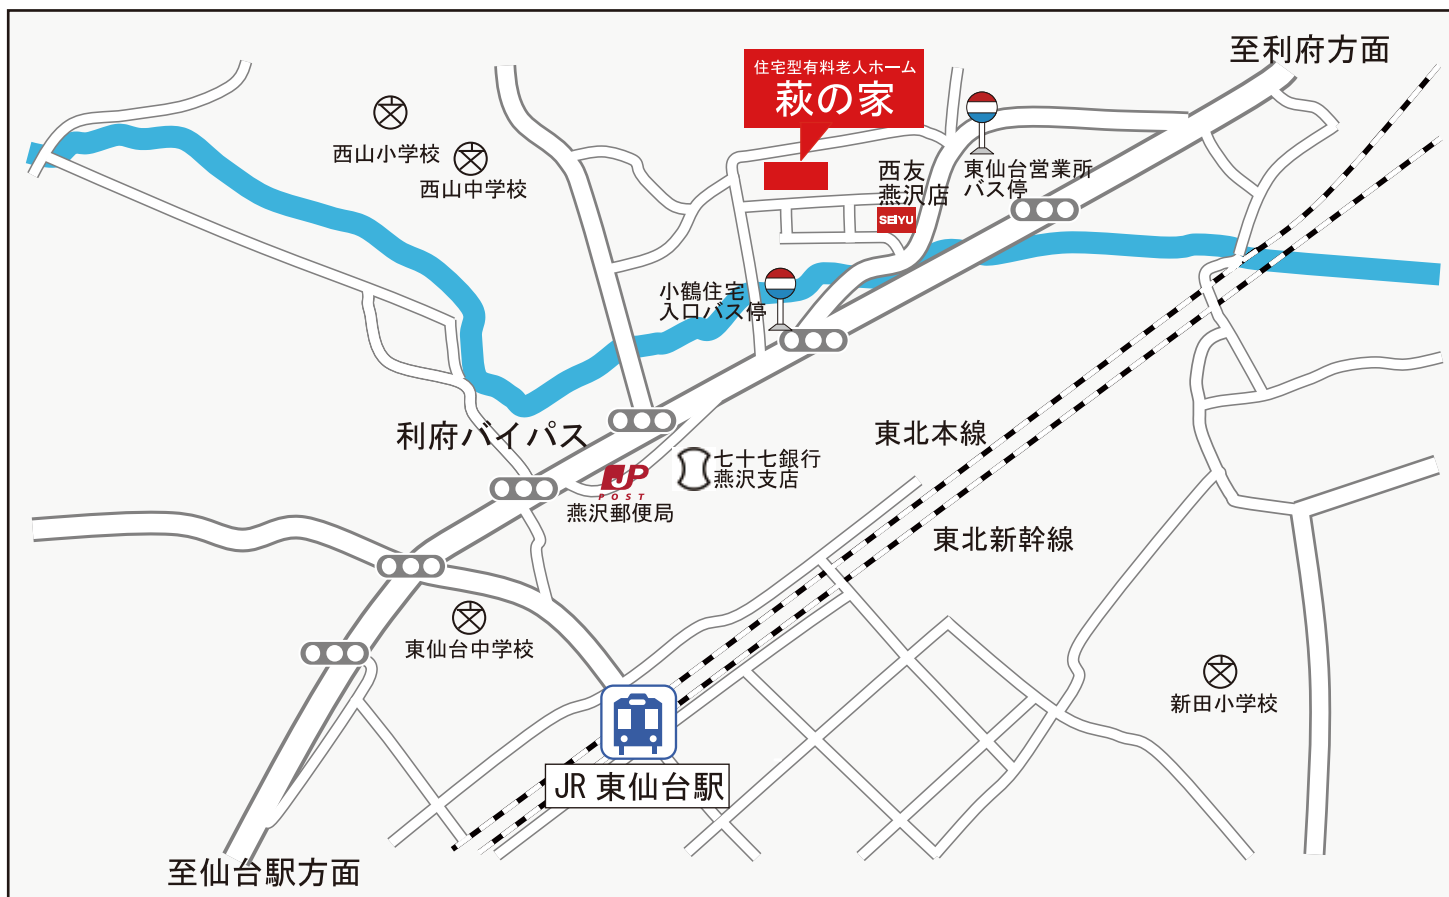 至利府方面
住宅型有料老人ホーム
萩の家
西山小学校
西山中学校
西友
燕沢店
SEIYU
東仙台営業所
バス停
小鶴住宅
入口バス停
利府バイパス
東北本線
七十七銀行
燕沢支店
JP
POST
燕沢郵便局
東北新幹線
東仙台中学校
新田小学校
JR 東仙台駅
至仙台駅方面